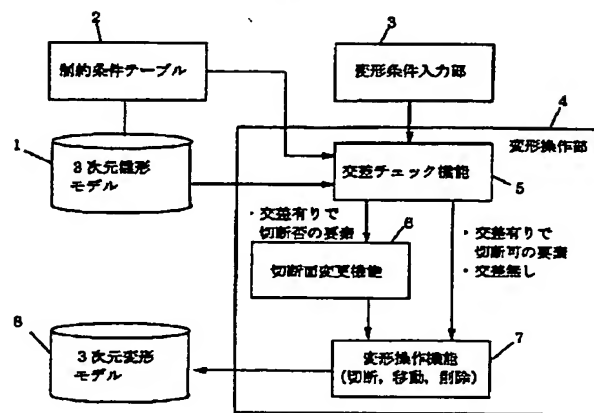 2
制約条件テーブル
3
変形条件入力部
4
変形操作部
1
3次元雛形
モデル
交差チェック機能
5
・交差有りで
切断否の要素
6
切断面変更機能
・交差有りで
切断可の要素
・交差無し
8
3次元変形
モデル
変形操作機能
(切断，移動，削除)
7